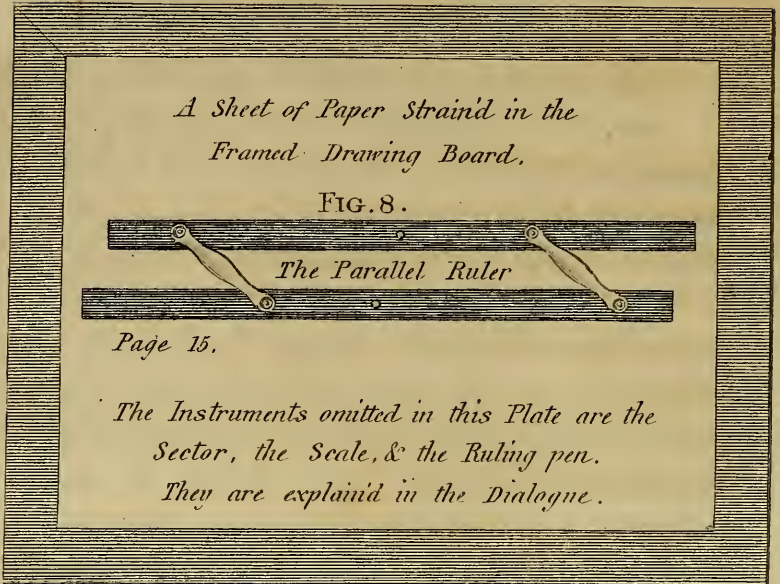 A Sheet of Paper Strain'd in the
Framed Drawing Board.
FIG. 8.
The Parallel Ruler
Page 15.
The Instruments omitted in this Plate are the
Sector, the Scale, & the Ruling pen.
They are explain'd in the Dialogue.